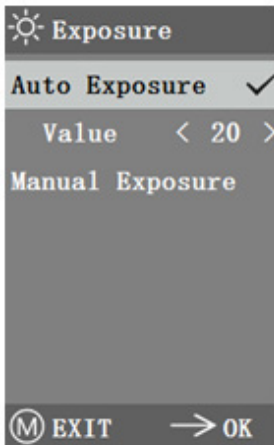 Exposure
Auto Exposure ✓
Value < 20 >
Manual Exposure
Ⓜ EXIT → OK